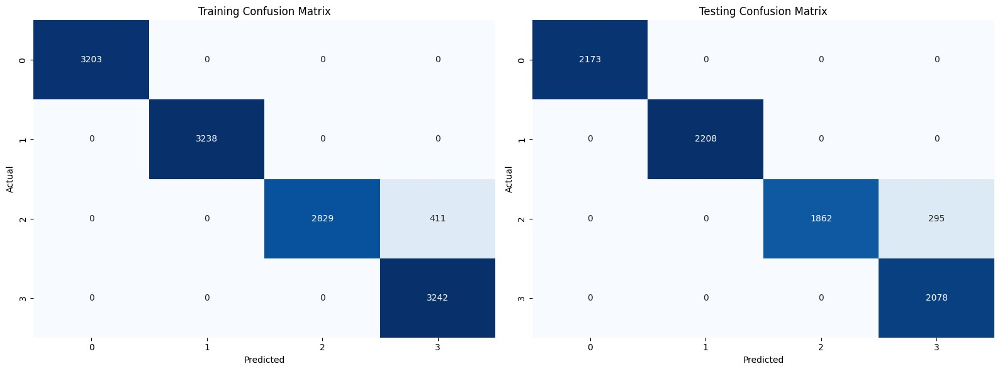 Training Confusion Matrix
0
3203 0 0 0
1
0 3238 0 0
Actual
2
0 0 2829 411
3
0 0 0 3242
0 1 2 3
Predicted
Testing Confusion Matrix
0
2173 0 0 0
1
0 2208 0 0
Actual
2
0 0 1862 295
3
0 0 0 2078
0 1 2 3
Predicted